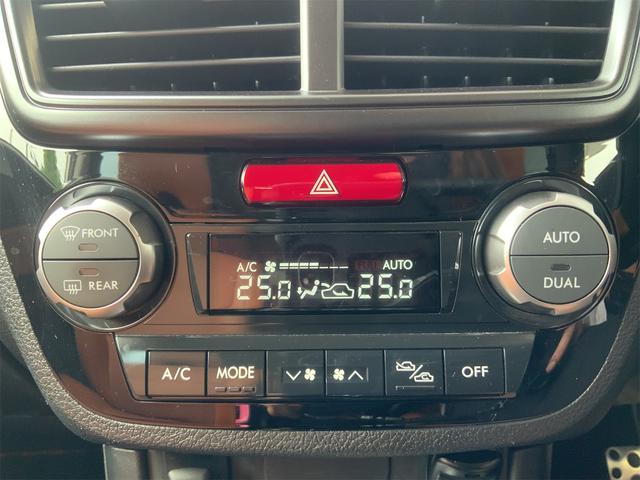 FRONT
REAR
A/C AUTO
25.0 25.0
AUTO
DUAL
A/C
MODE
OFF